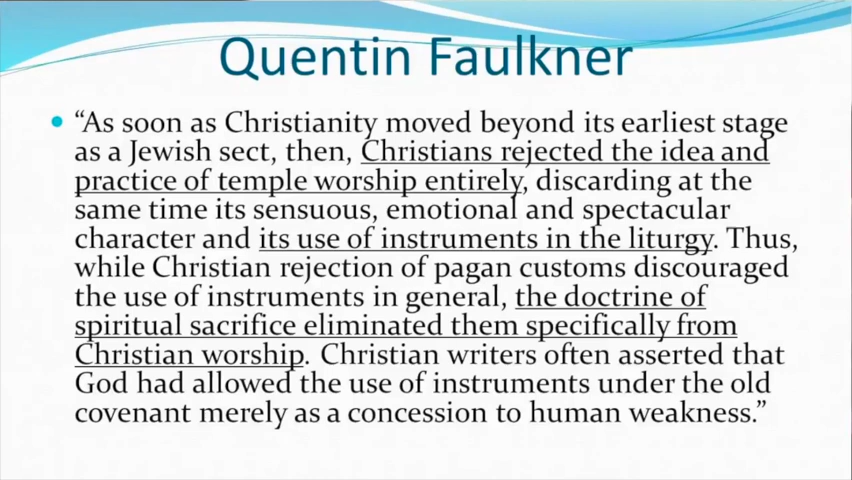 Quentin Faulkner
• “As soon as Christianity moved beyond its earliest stage
as a Jewish sect, then, Christians rejected the idea and
practice of temple worship entirely, discarding at the
same time its sensuous, emotional and spectacular
character and its use of instruments in the liturgy. Thus,
while Christian rejection of pagan customs discouraged
the use of instruments in general, the doctrine of
spiritual sacrifice eliminated them specifically from
Christian worship. Christian writers often asserted that
God had allowed the use of instruments under the old
covenant merely as a concession to human weakness.”